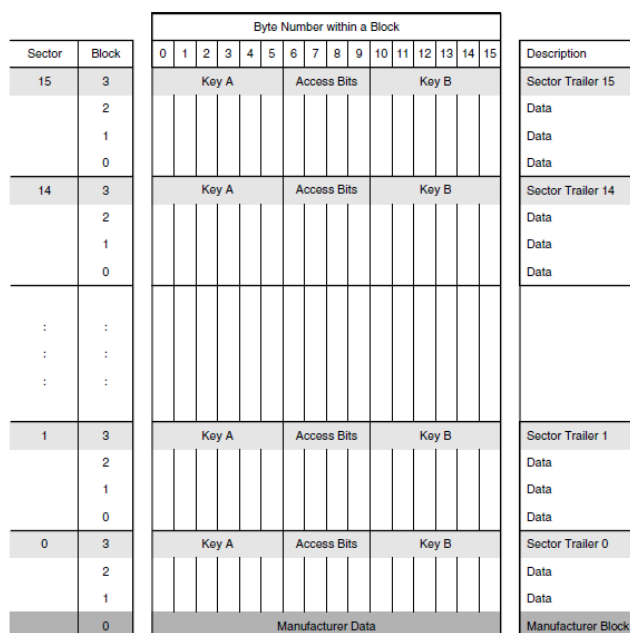 Byte Number within a Block
Sector Block 0 1 2 3 4 5 6 7 8 9 10 11 12 13 14 15 Description
15 3 Key A Access Bits Key B Sector Trailer 15
2 Data
1 Data
0 Data
14 3 Key A Access Bits Key B Sector Trailer 14
2 Data
1 Data
0 Data
: :
: :
: :
1 3 Key A Access Bits Key B Sector Trailer 1
2 Data
1 Data
0 Data
0 3 Key A Access Bits Key B Sector Trailer 0
2 Data
1 Data
0 Manufacturer Data Manufacturer Block